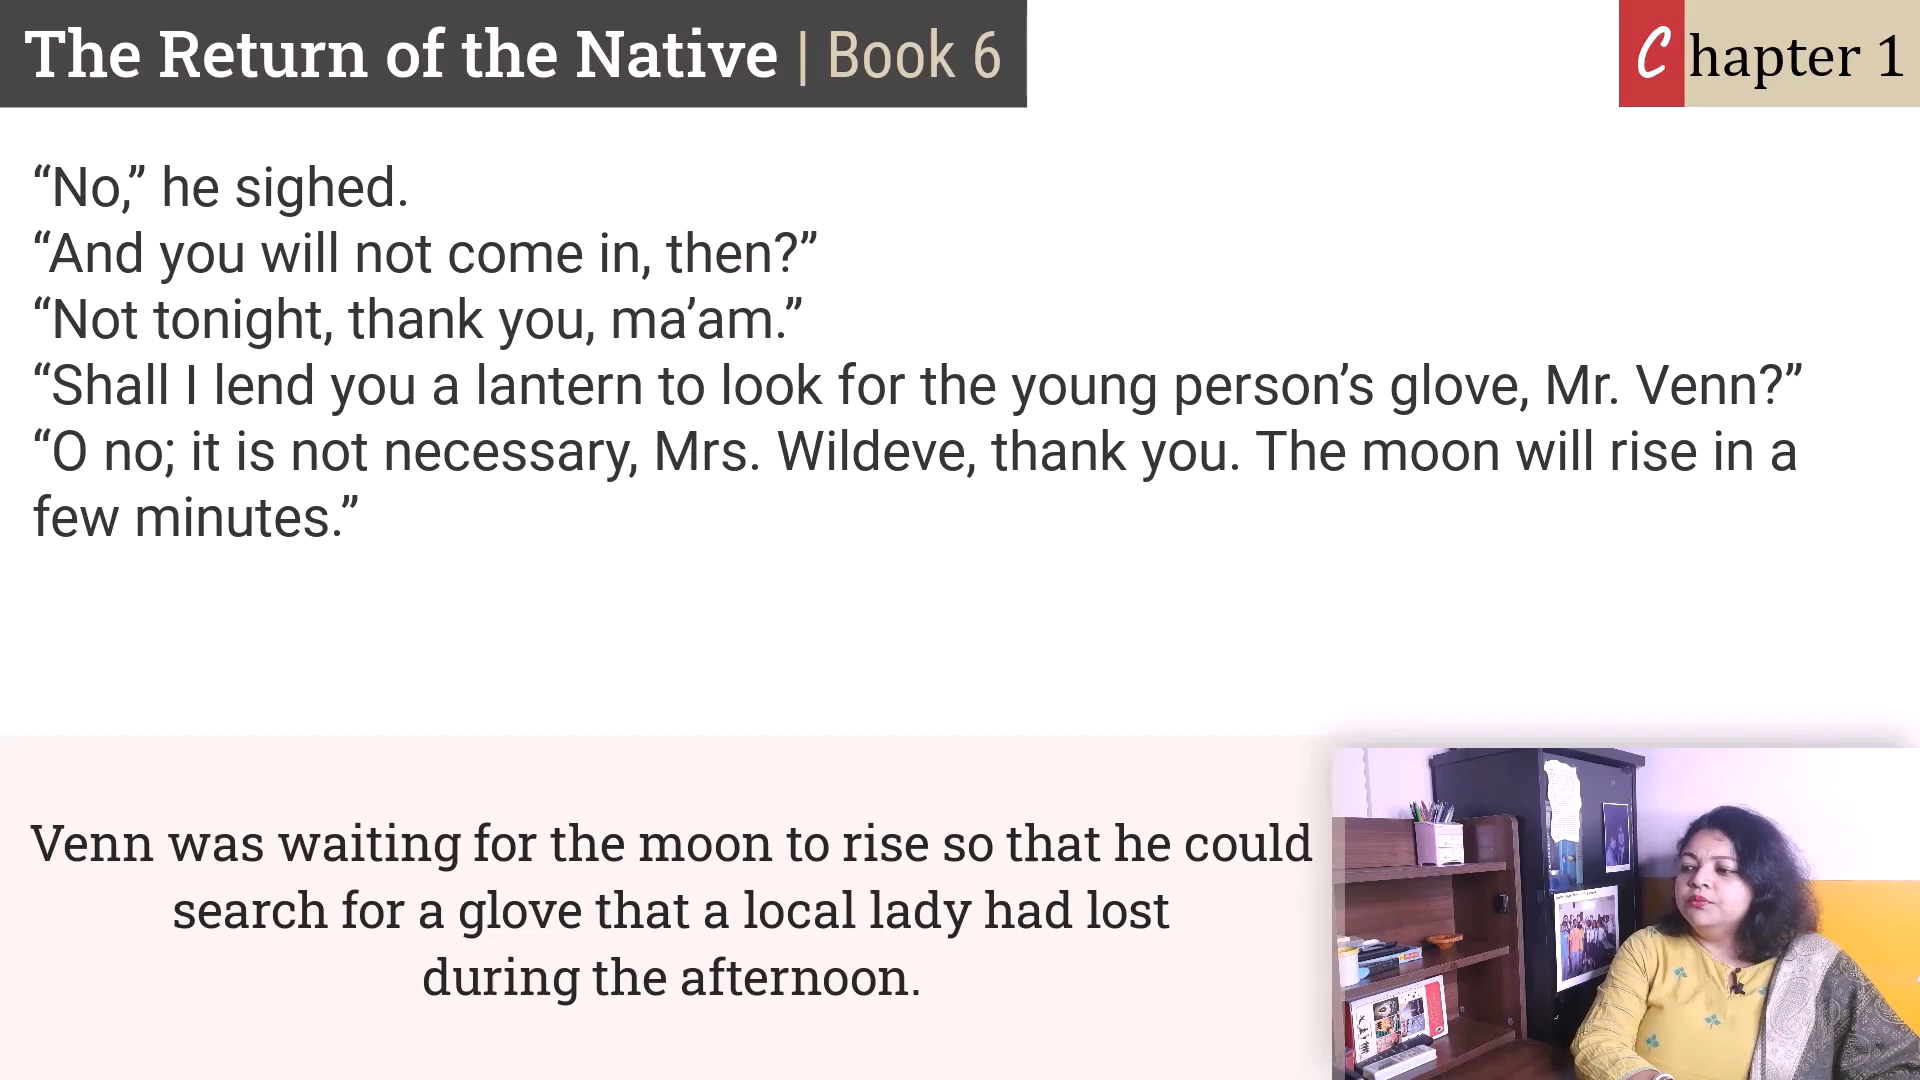 The Return of the Native | Book 6
Chapter 1
“No,” he sighed.
“And you will not come in, then?”
“Not tonight, thank you, ma’am.”
“Shall I lend you a lantern to look for the young person’s glove, Mr. Venn?”
“O no; it is not necessary, Mrs. Wildeve, thank you. The moon will rise in a
few minutes.”
Venn was waiting for the moon to rise so that he could
search for a glove that a local lady had lost
during the afternoon.